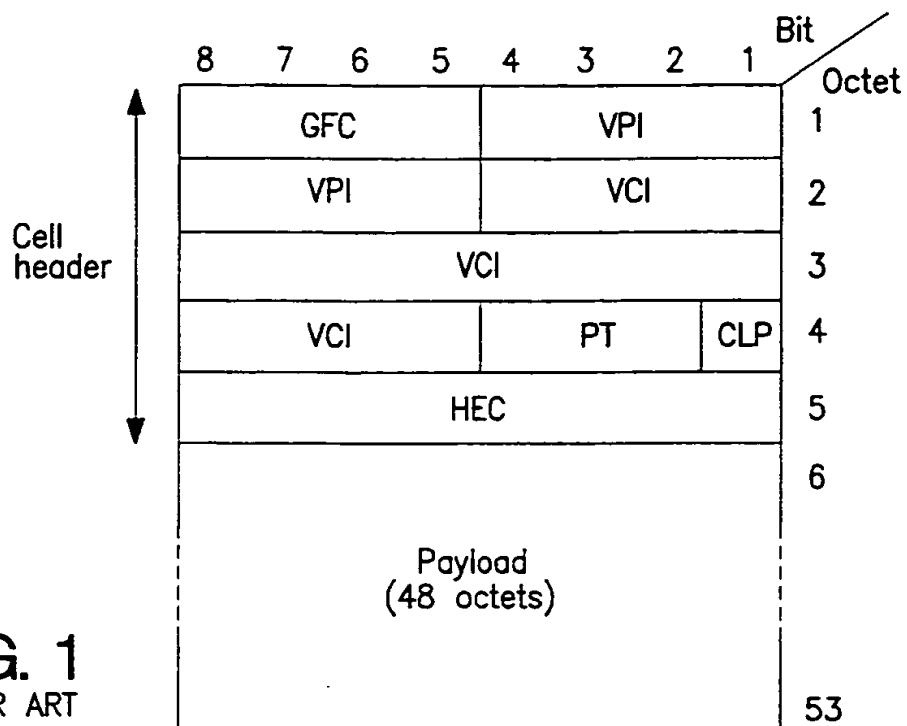 Bit
8 7 6 5 4 3 2 1
Octet
GFC VPI 1
VPI VCI 2
Cell
header
VCI 3
VCI PT CLP 4
HEC 5
6
Payload
(48 octets)
G. 1
R ART
53